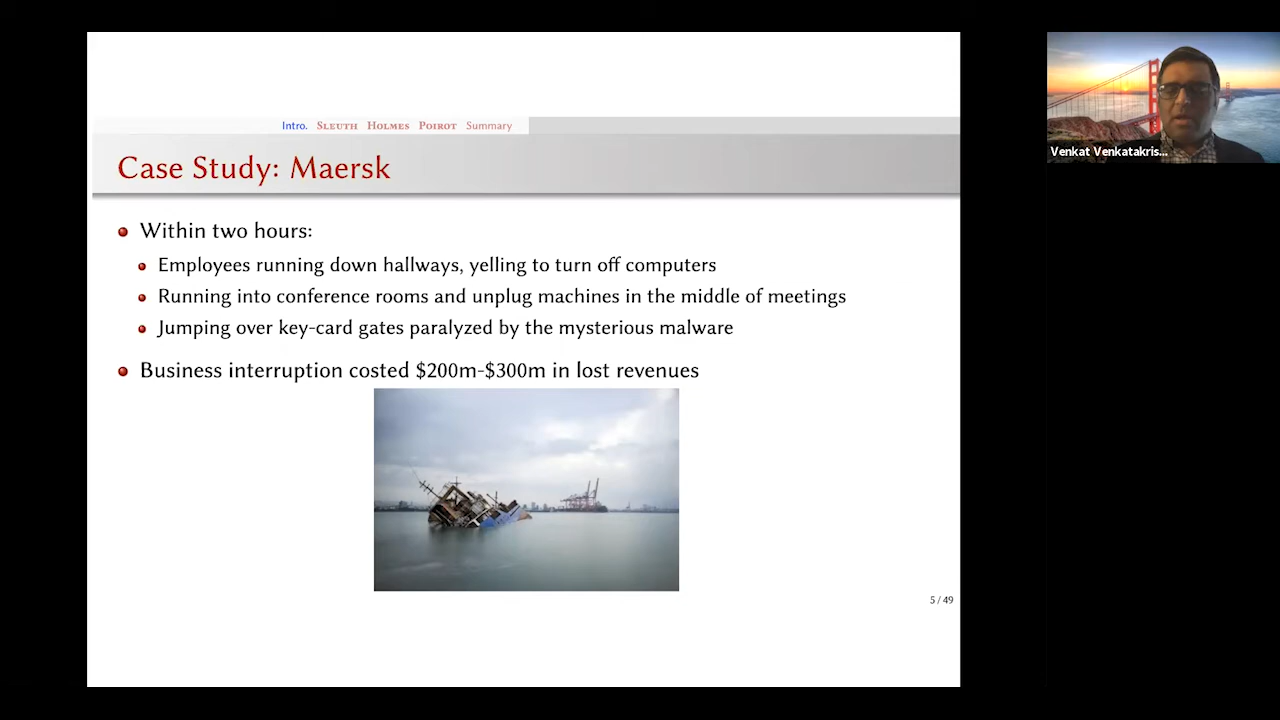 Intro. SLEUTH HOLMES POIROT Summary
Case Study: Maersk
Within two hours:
Employees running down hallways, yelling to turn off computers
Running into conference rooms and unplug machines in the middle of meetings
Jumping over key-card gates paralyzed by the mysterious malware
Business interruption costed $200m-$300m in lost revenues
5 / 49
Venkat Venkatakris...